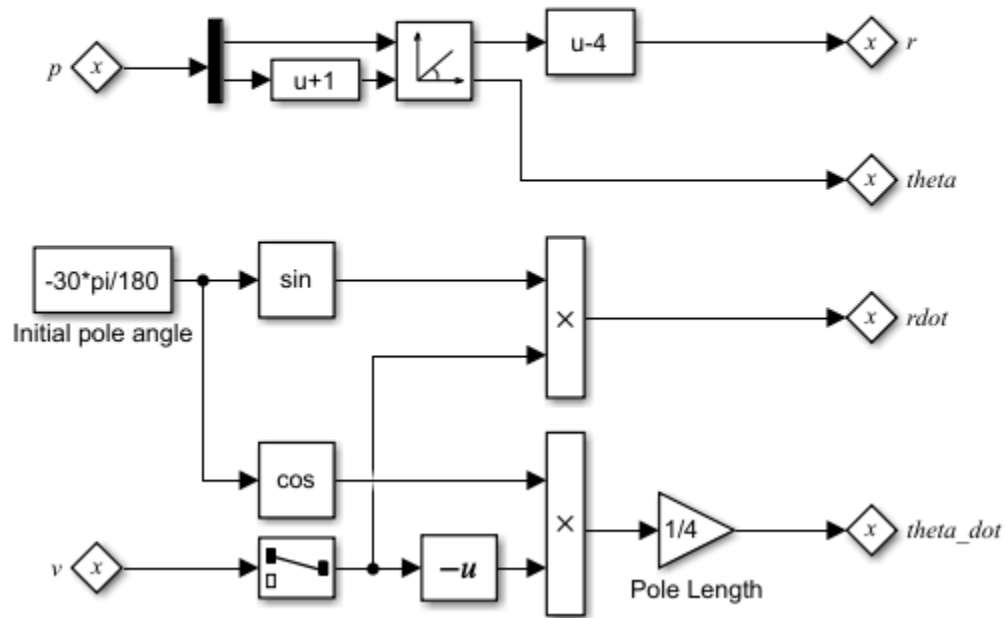 p
x
u+1
u-4
x
r
x
theta
-30*pi/180
Initial pole angle
sin
×
x
rdot
cos
×
1/4
Pole Length
x
theta_dot
v
x
-u